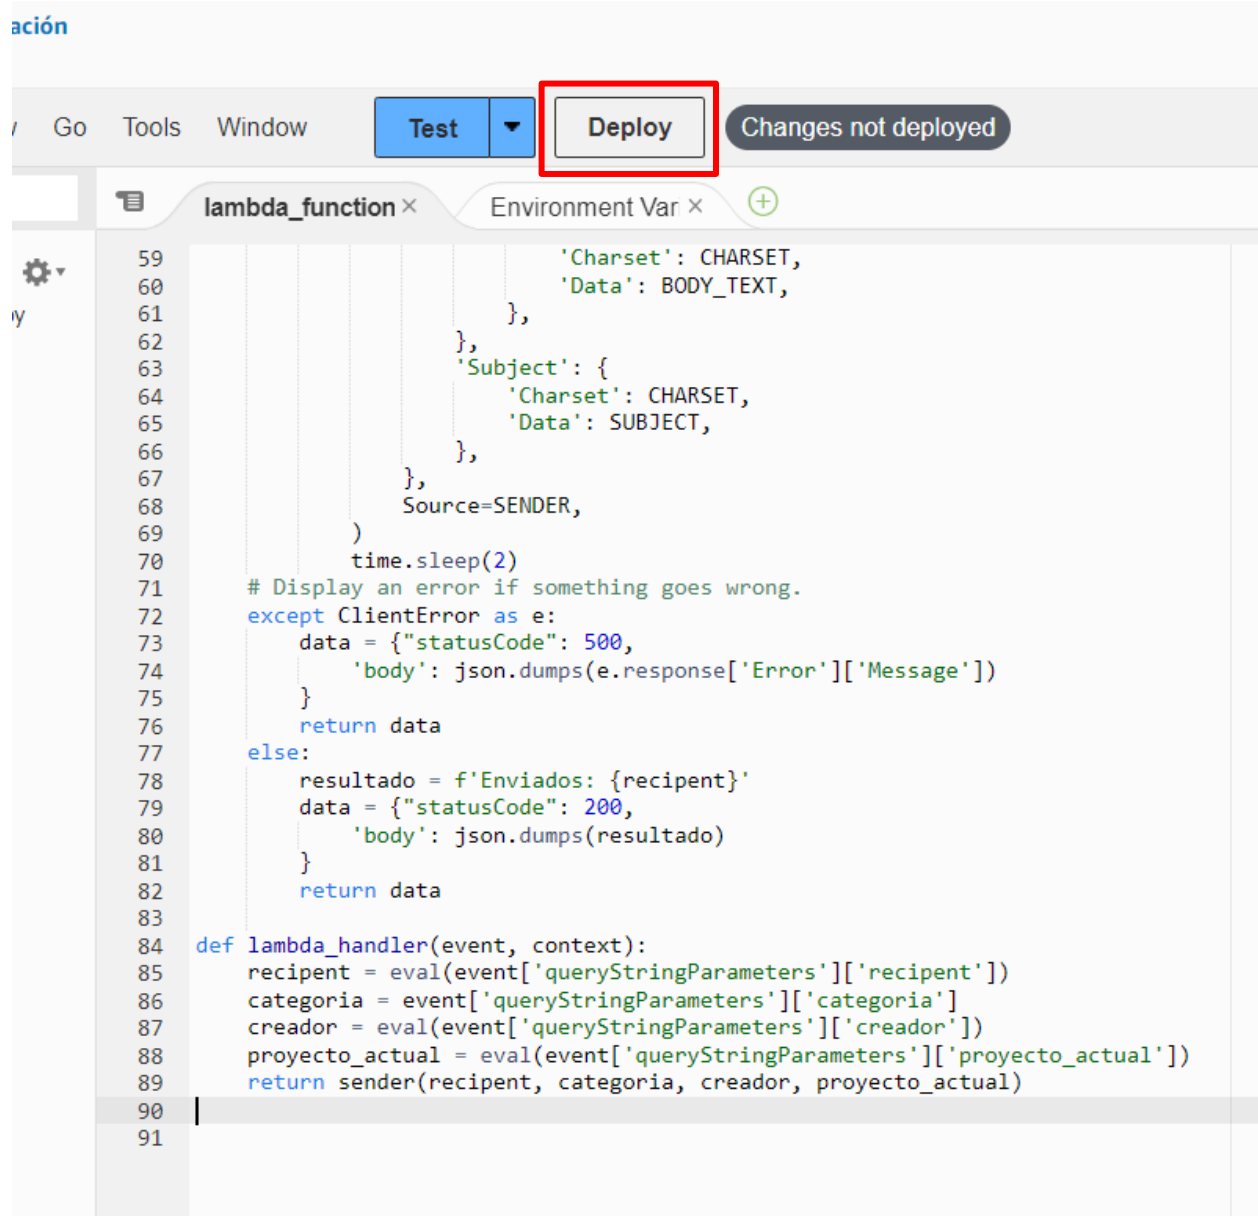 ación
Go Tools Window Test Deploy Changes not deployed
lambda_function × Environment Var ×
59 'Charset': CHARSET,
60 'Data': BODY_TEXT,
61 },
62 },
63 'Subject': {
64 'Charset': CHARSET,
65 'Data': SUBJECT,
66 },
67 },
68 Source=SENDER,
69 )
70 time.sleep(2)
71 # Display an error if something goes wrong.
72 except ClientError as e:
73 data = {"statusCode": 500,
74 'body': json.dumps(e.response['Error']['Message'])
75 }
76 return data
77 else:
78 resultado = f'Enviados: {recipent}'
79 data = {"statusCode": 200,
80 'body': json.dumps(resultado)
81 }
82 return data
83
84 def lambda_handler(event, context):
85 recipent = eval(event['queryStringParameters']['recipent'])
86 categoria = event['queryStringParameters']['categoria']
87 creador = eval(event['queryStringParameters']['creador'])
88 proyecto_actual = eval(event['queryStringParameters']['proyecto_actual'])
89 return sender(recipent, categoria, creador, proyecto_actual)
90
91